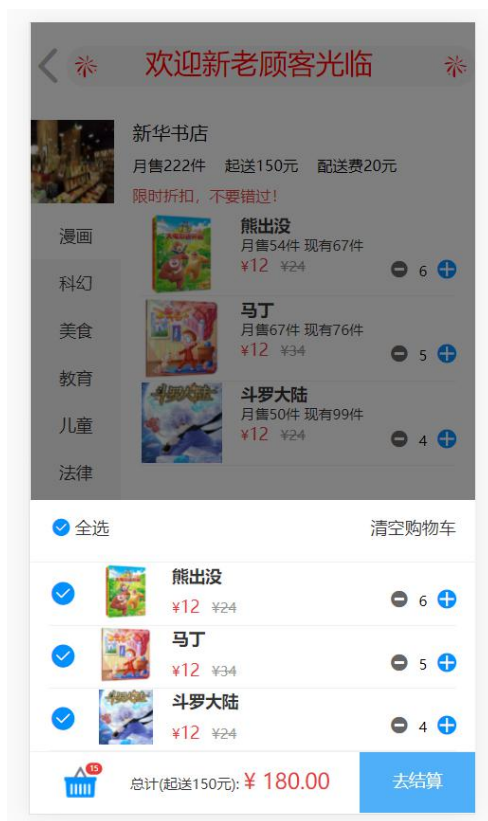 欢迎新老顾客光临
新华书店
月售222件 起送150元 配送费20元
限时折扣，不要错过！
漫画
科幻
美食
教育
儿童
法律
熊出没
月售54件 现有67件
¥12 ¥24
6
马丁
月售67件 现有76件
¥12 ¥34
5
斗罗大陆
斗罗大陆
月售50件 现有99件
¥12 ¥24
4
全选 清空购物车
熊出没
¥12 ¥24
6
马丁
¥12 ¥34
5
斗罗大陆
¥12 ¥24
4
15
总计(起送150元): ¥ 180.00
去结算